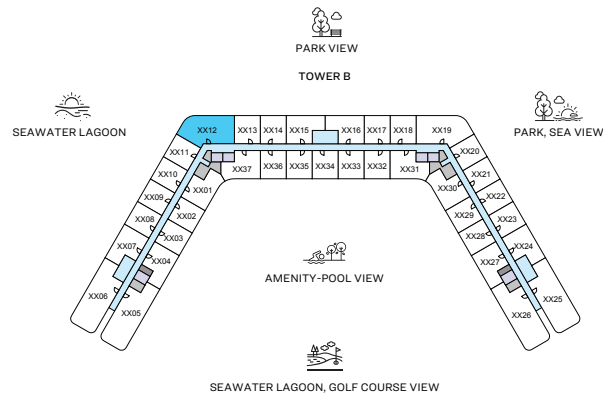 PARK VIEW
TOWER B
SEAWATER LAGOON
PARK, SEA VIEW
XX12
XX13
XX14
XX15
XX16
XX17
XX18
XX19
XX11
XX20
XX10
XX01
XX37
XX36
XX35
XX34
XX33
XX32
XX31
XX30
XX21
XX09
XX02
XX29
XX22
XX08
XX03
XX28
XX23
XX07
XX04
XX27
XX24
XX06
XX05
XX26
XX25
AMENITY-POOL VIEW
SEAWATER LAGOON, GOLF COURSE VIEW